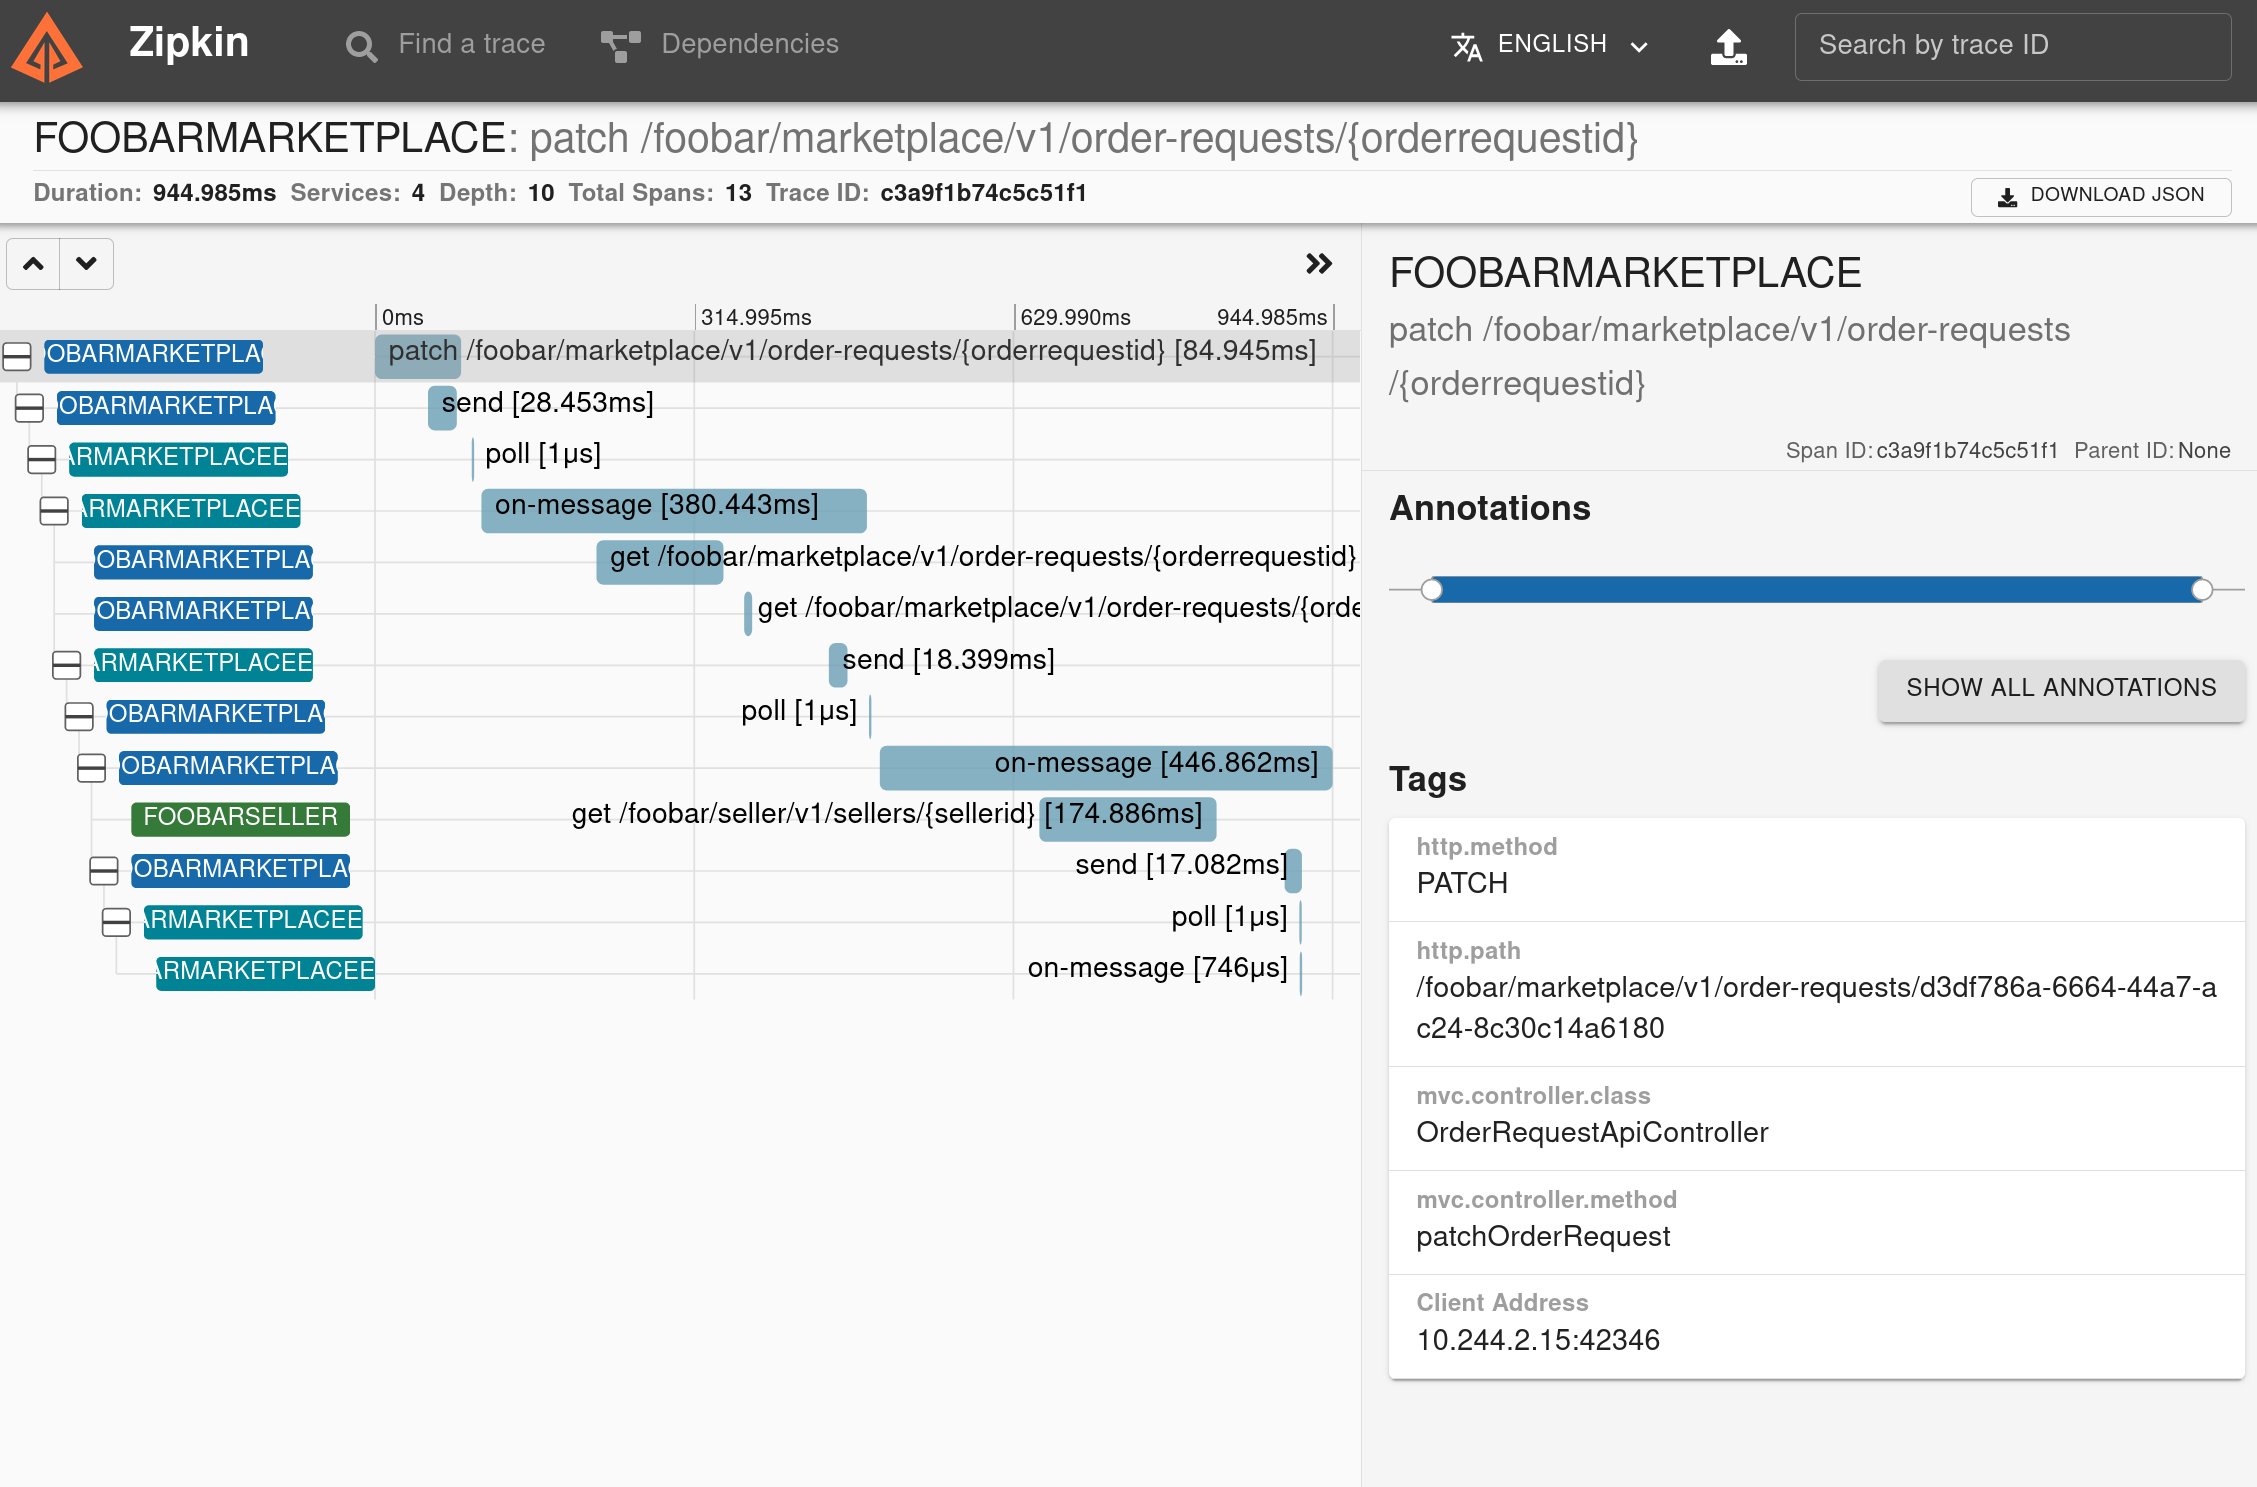 Zipkin
Find a trace
Dependencies
ENGLISH
Search by trace ID
FOOBARMARKETPLACE: patch /foobar/marketplace/v1/order-requests/{orderrequestid}
Duration: 944.985ms Services: 4 Depth: 10 Total Spans: 13 Trace ID: c3a9f1b74c5c51f1
DOWNLOAD JSON
0ms
314.995ms
629.990ms
944.985ms
OBARMARKETPLA
patch /foobar/marketplace/v1/order-requests/{orderrequestid} [84.945ms]
OBARMARKETPLA
send [28.453ms]
ARMARKETPLACEE
poll [1µs]
ARMARKETPLACEE
on-message [380.443ms]
OBARMARKETPLA
get /foobar/marketplace/v1/order-requests/{orderrequestid}
OBARMARKETPLA
get /foobar/marketplace/v1/order-requests/{orde
ARMARKETPLACEE
send [18.399ms]
OBARMARKETPLA
poll [1µs]
OBARMARKETPLA
on-message [446.862ms]
FOOBARSELLER
get /foobar/seller/v1/sellers/{sellerid} [174.886ms]
OBARMARKETPLA
send [17.082ms]
ARMARKETPLACEE
poll [1µs]
ARMARKETPLACEE
on-message [746µs]
FOOBARMARKETPLACE
patch /foobar/marketplace/v1/order-requests
/{orderrequestid}
Span ID: c3a9f1b74c5c51f1 Parent ID: None
Annotations
SHOW ALL ANNOTATIONS
Tags
http.method
PATCH
http.path
/foobar/marketplace/v1/order-requests/d3df786a-6664-44a7-a
c24-8c30c14a6180
mvc.controller.class
OrderRequestApiController
mvc.controller.method
patchOrderRequest
Client Address
10.244.2.15:42346